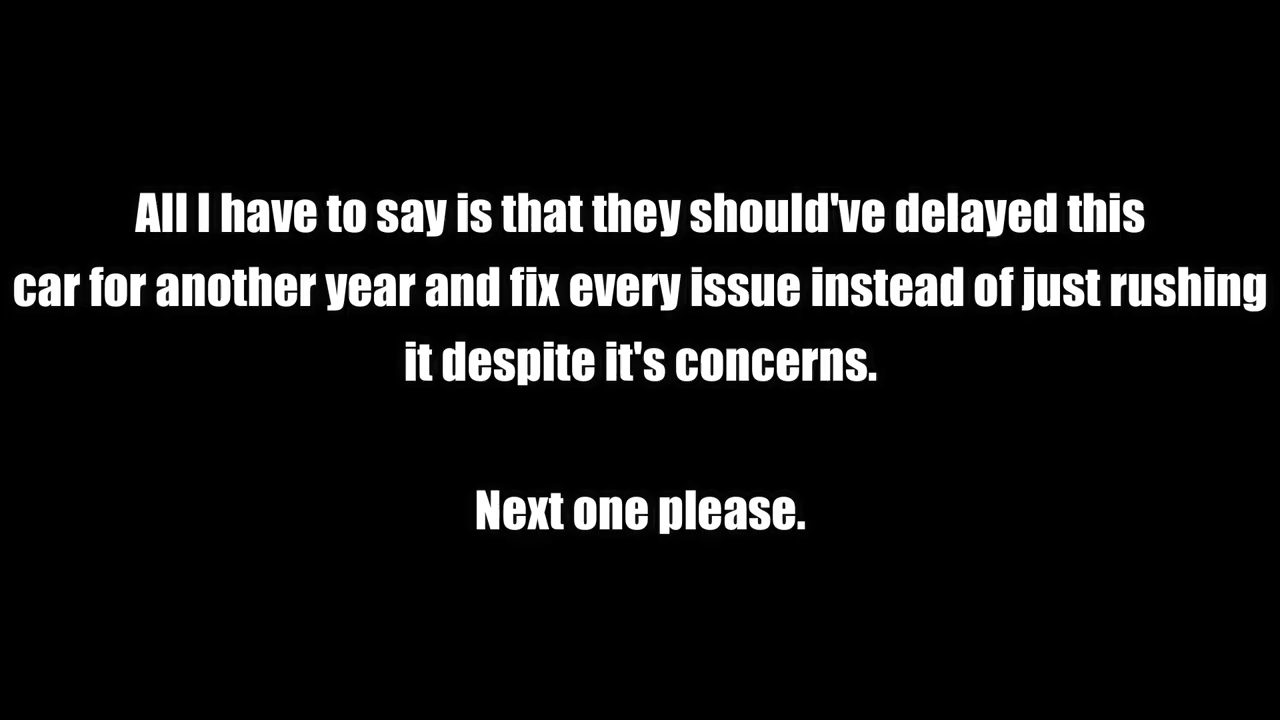 All I have to say is that they should've delayed this
car for another year and fix every issue instead of just rushing
it despite it's concerns.
Next one please.